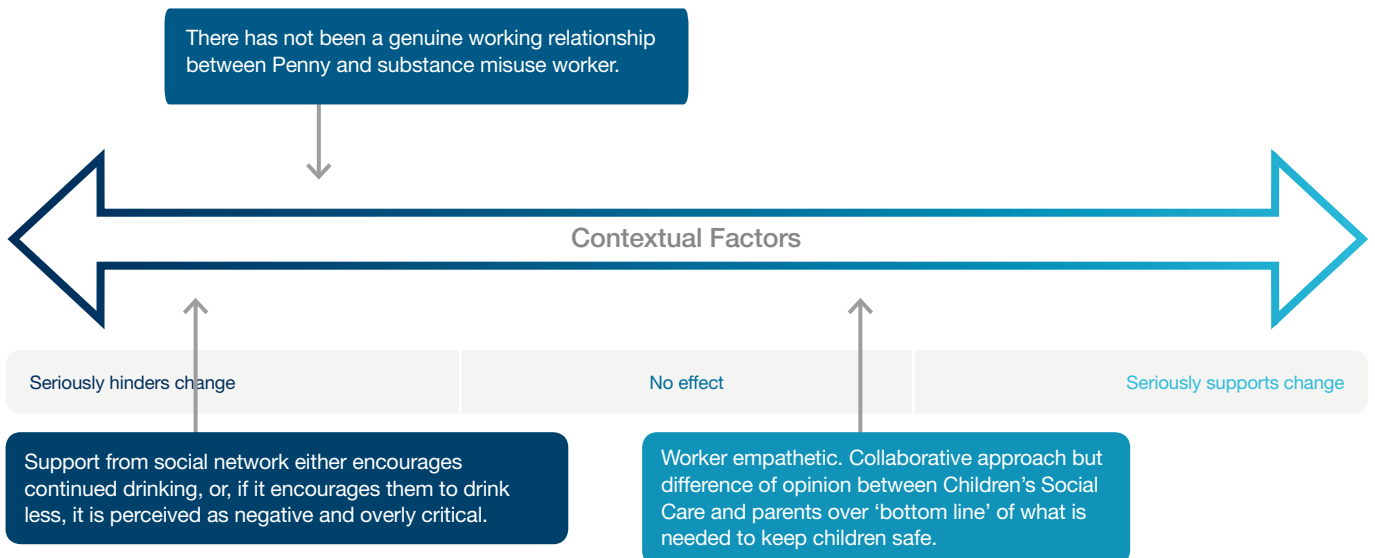 There has not been a genuine working relationship
between Penny and substance misuse worker.
Contextual Factors
Seriously hinders change
No effect
Seriously supports change
Support from social network either encourages
continued drinking, or, if it encourages them to drink
less, it is perceived as negative and overly critical.
Worker empathetic. Collaborative approach but
difference of opinion between Children’s Social
Care and parents over ‘bottom line’ of what is
needed to keep children safe.